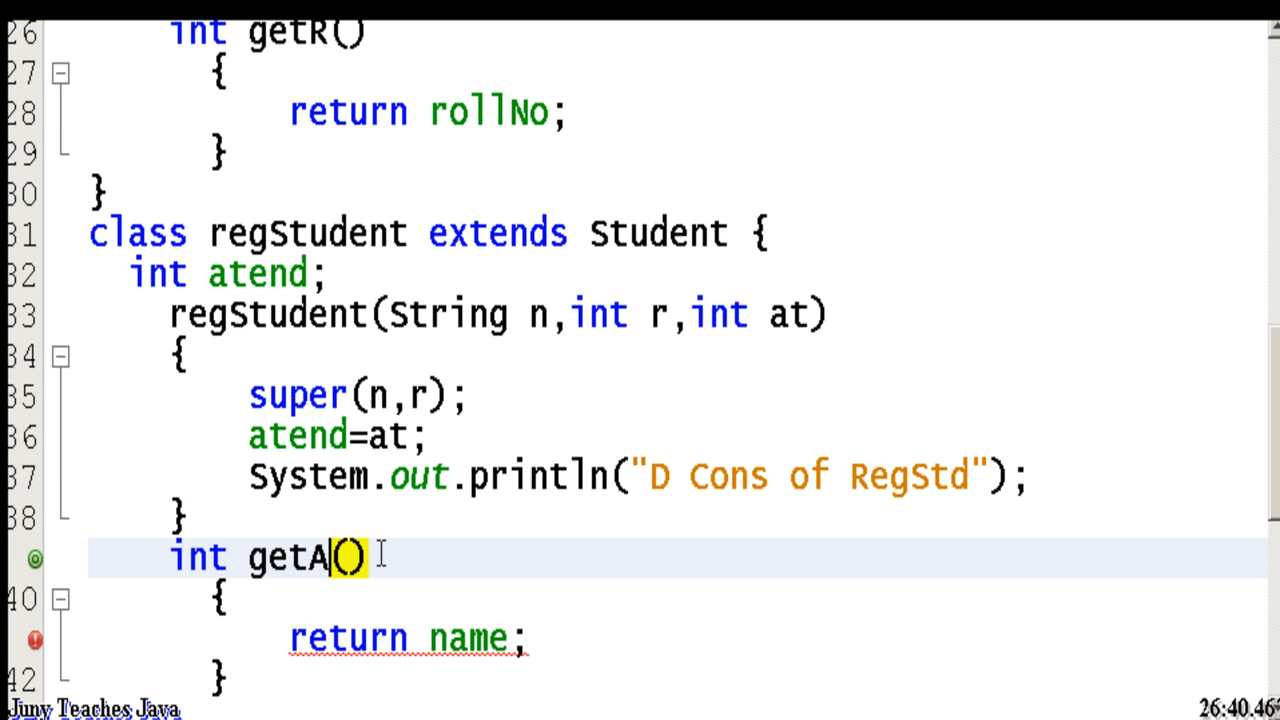 26 int getR()
27 {
28 return rollNo;
29 }
30 }
31 class regStudent extends Student {
32 int atend;
33 regStudent(String n,int r,int at)
34 {
35 super(n,r);
36 atend=at;
37 System.out.println("D Cons of RegStd");
38 }
int getA()
40 {
return name;
42 }
Juny Teaches Java 26:40.46